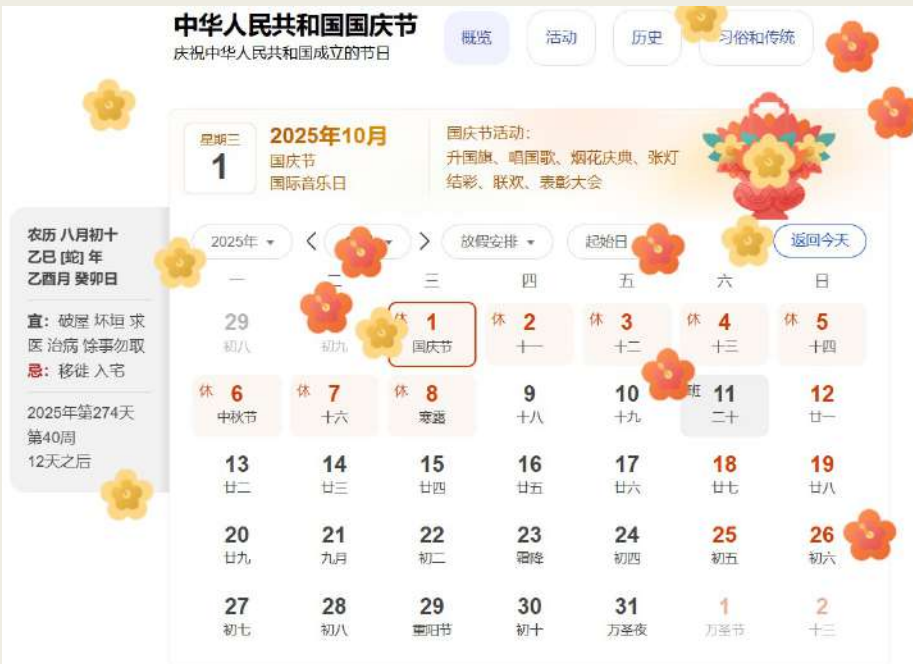 中华人民共和国国庆节
庆祝中华人民共和国成立的节日
概览 活动 历史 习俗和传统
星期三
1
2025年10月
国庆节
国际音乐日
国庆节活动：
升国旗、唱国歌、烟花庆典、张灯
结彩、联欢、表彰大会
农历 八月初十
乙巳 [蛇] 年
乙酉月 癸卯日
宜： 破屋 坏垣 求
医 治病 馀事勿取
忌： 移徙 入宅
2025年第274天
第40周
12天之后
2025年 放假安排 起始日 返回今天
一 二 三 四 五 六 日
29 休 1 休 2 休 3 休 4 休 5
初八 初九 国庆节 十一 十二 十三 十四
休 6 休 7 休 8 9 10 班 11 12
中秋节 十六 寒露 十八 十九 二十 廿一
13 14 15 16 17 18 19
廿二 廿三 廿四 廿五 廿六 廿七 廿八
20 21 22 23 24 25 26
廿九 九月 初二 霜降 初四 初五 初六
27 28 29 30 31 1 2
初七 初八 重阳节 初十 万圣夜 万圣节 十三